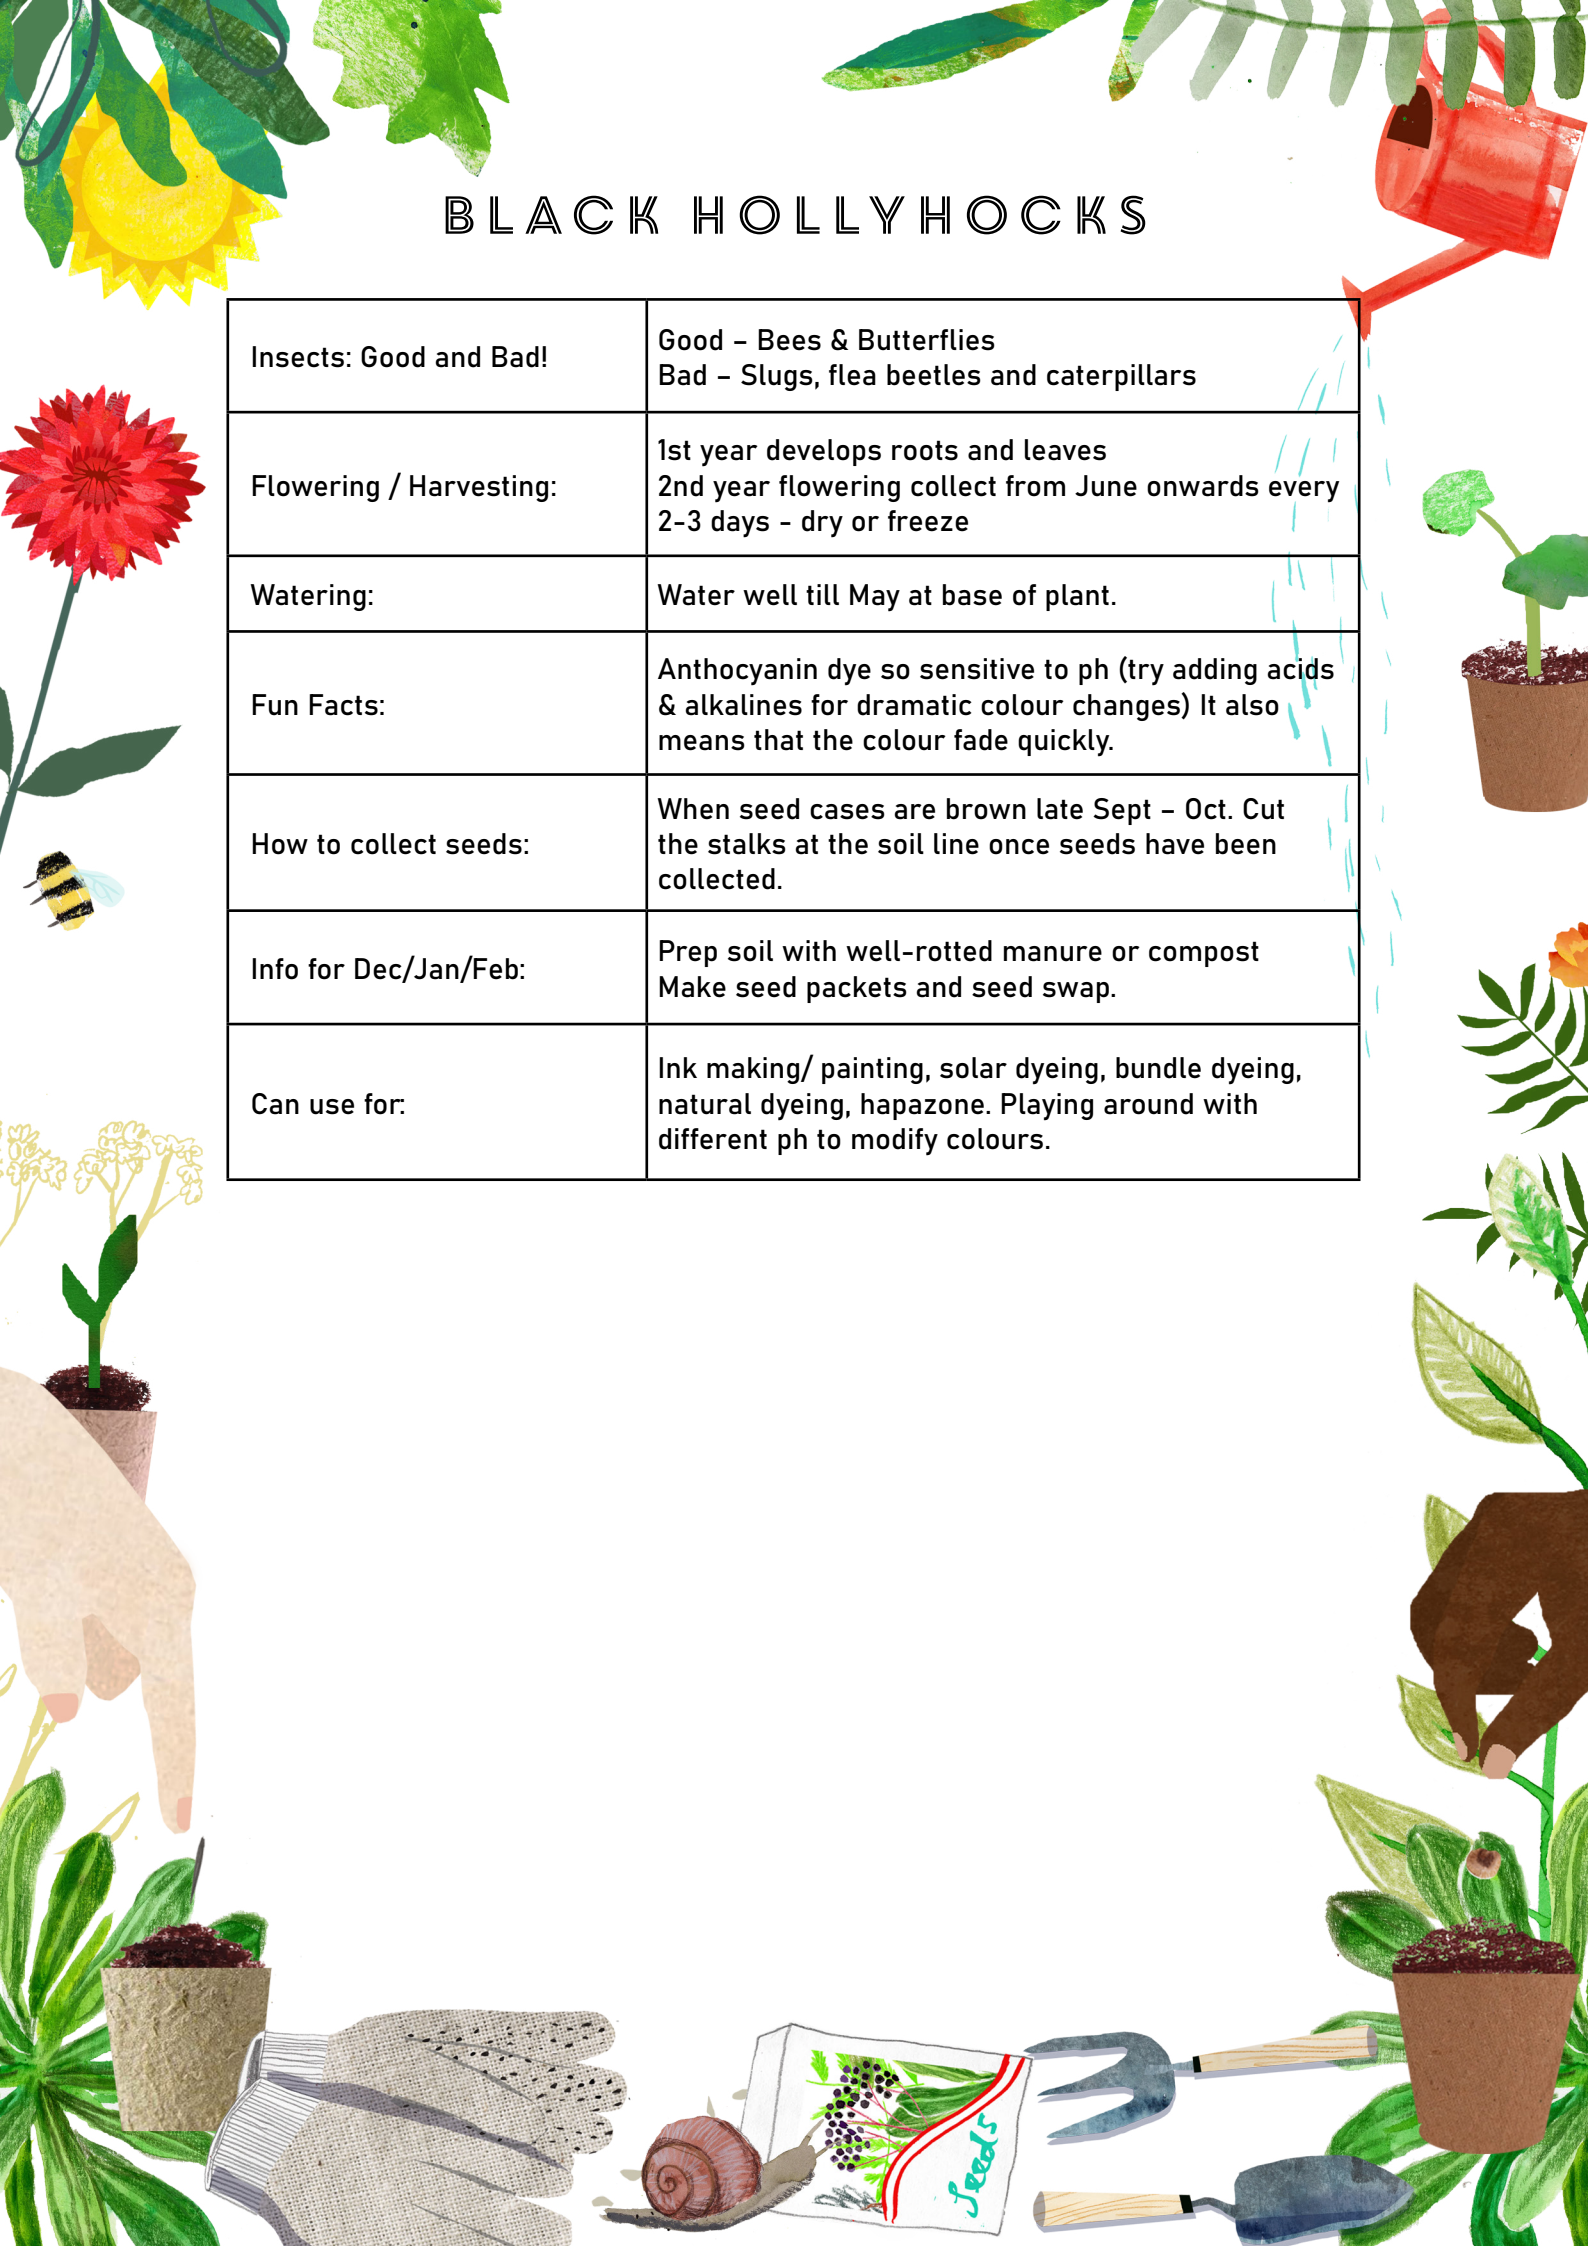 BLACK HOLLYHOCKS
Insects: Good and Bad!
Good – Bees & Butterflies
Bad – Slugs, flea beetles and caterpillars
Flowering / Harvesting:
1st year develops roots and leaves
2nd year flowering collect from June onwards every
2-3 days - dry or freeze
Watering:
Water well till May at base of plant.
Fun Facts:
Anthocyanin dye so sensitive to ph (try adding acids
& alkalines for dramatic colour changes) It also
means that the colour fade quickly.
How to collect seeds:
When seed cases are brown late Sept – Oct. Cut
the stalks at the soil line once seeds have been
collected.
Info for Dec/Jan/Feb:
Prep soil with well-rotted manure or compost
Make seed packets and seed swap.
Can use for:
Ink making/ painting, solar dyeing, bundle dyeing,
natural dyeing, hapazone. Playing around with
different ph to modify colours.
Seeds